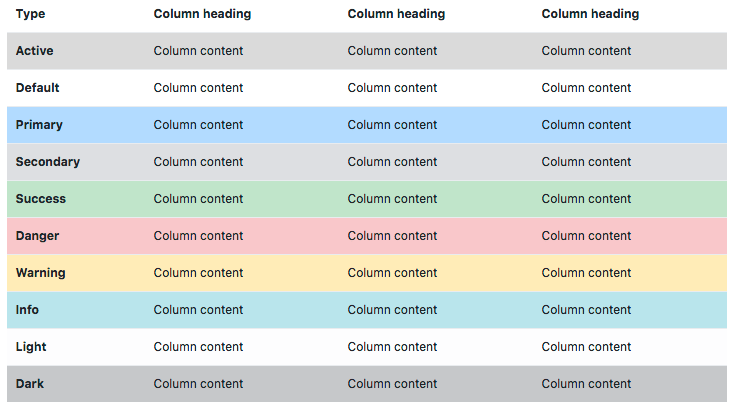 Type Column heading Column heading Column heading
Active Column content Column content Column content
Default Column content Column content Column content
Primary Column content Column content Column content
Secondary Column content Column content Column content
Success Column content Column content Column content
Danger Column content Column content Column content
Warning Column content Column content Column content
Info Column content Column content Column content
Light Column content Column content Column content
Dark Column content Column content Column content